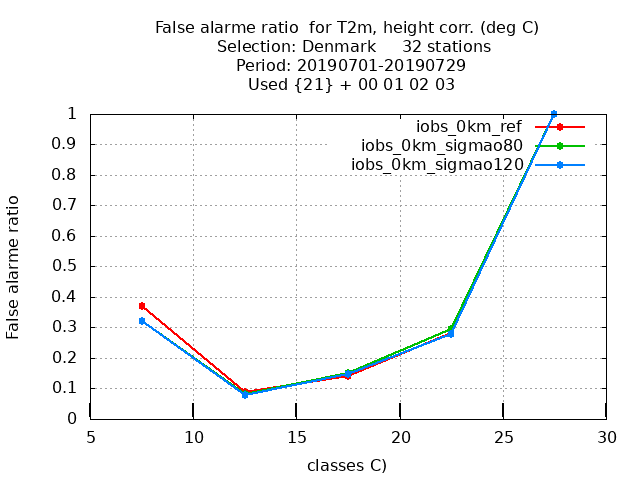 False alarme ratio  for T2m, height corr. (deg C)
Selection: Denmark     32 stations
Period: 20190701-20190729
Used {21} + 00 01 02 03
iobs_0km_ref
iobs_0km_sigmao80
iobs_0km_sigmao120
False alarme ratio
1
0.9
0.8
0.7
0.6
0.5
0.4
0.3
0.2
0.1
0
5
10
15
20
25
30
classes C)